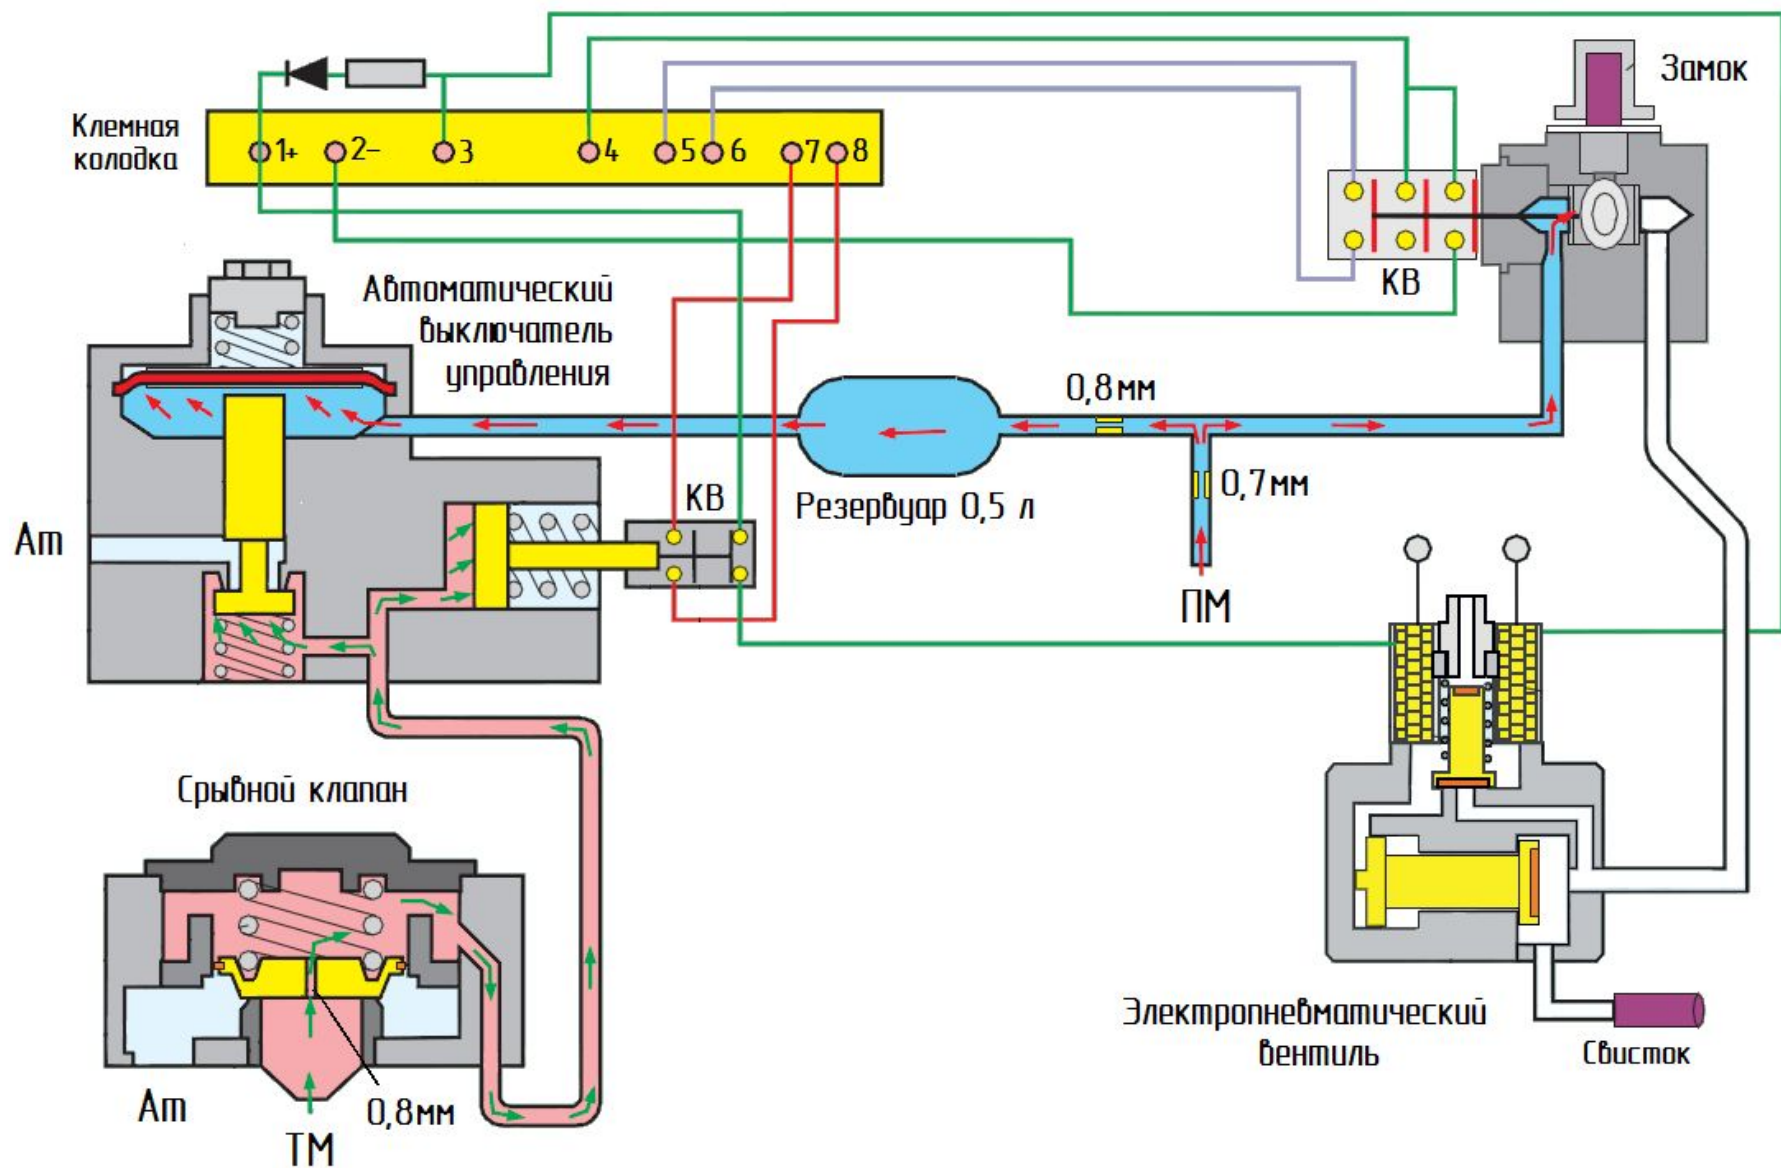 Замок
Клемная
колодка
1+
2-
3
4
5
6
7
8
КВ
Автоматический
выключатель
управления
0,8мм
0,7мм
КВ
Резервуар 0,5 л
Ат
ПМ
Срывной клапан
Электропневматический
вентиль
Свисток
Ат
0,8мм
ТМ